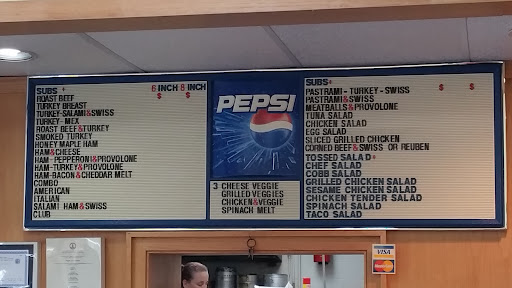 SUBS + 6 INCH 8 INCH
$ $
ROAST BEEF
TURKEY BREAST
TURKEY-SALAMI&SWISS
TURKEY- MEX
ROAST BEEF&TURKEY
SMOKED TURKEY
HONEY MAPLE HAM
HAM&CHEESE
HAM - PEPPERONI&PROVOLONE
HAM-TURKEY&PROVOLONE
HAM-BACON&CHEDDAR MELT
COMBO
AMERICAN
ITALIAN
SALAMI HAM&SWISS
CLUB
PEPSI
3 CHEESE VEGGIE
GRILLED VEGGIES
CHICKEN&VEGGIE
SPINACH MELT
SUBS +
PASTRAMI - TURKEY - SWISS $ $
PASTRAMI&SWISS
MEATBALLS&PROVOLONE
TUNA SALAD
CHICKEN SALAD
EGG SALAD
SLICED GRILLED CHICKEN
CORNED BEEF&SWISS OR REUBEN
TOSSED SALAD+
CHEF SALAD
COBB SALAD
GRILLED CHICKEN SALAD
SESAME CHICKEN SALAD
CHICKEN TENDER SALAD
SPINACH SALAD
TACO SALAD
VISA
MasterCard